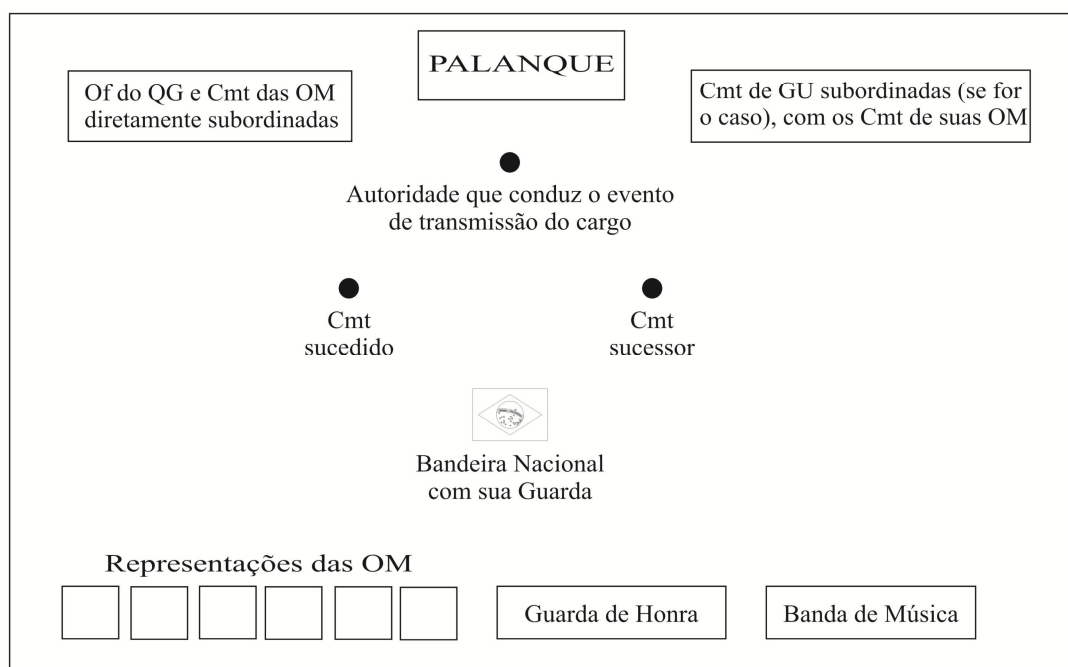 PALANQUE
Of do QG e Cmt das OM
diretamente subordinadas
Cmt de GU subordinadas (se for
o caso), com os Cmt de suas OM
Autoridade que conduz o evento
de transmissão do cargo
Cmt
sucedido
Cmt
sucessor
Bandeira Nacional
com sua Guarda
Representações das OM
Guarda de Honra
Banda de Música